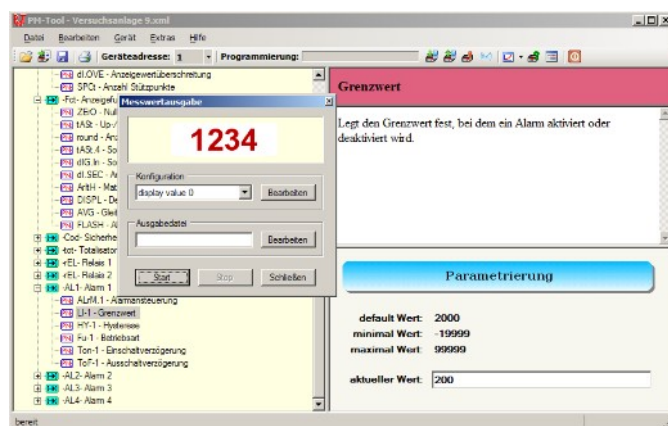 PM-Tool - Versuchsanlage 9.xml
Datei Bearbeiten Gerät Extras Hilfe
Geräteadresse: 1 Programmierung:
dI.OVE - Anzeigewertüberschreitung
SPCt - Anzahl Stützpunkte
-Fct- Anzeigefu
ZErO - Nul
tASt - Up-/
round - Anz
tASt.4 - So
dIG.In - So
dI.SEC - An
ArItH - Mat
DISPL - De
AVG - Gleit
FLASH - A
-Cod- Sicherhe
-tot- Totalisator
-rEL- Relais 1
-rEL- Relais 2
-AL1- Alarm 1
ALrM.1 - Alarmansteuerung
LI-1 - Grenzwert
HY-1 - Hysterese
Fu-1 - Betriebsart
Ton-1 - Einschaltverzögerung
ToF-1 - Ausschaltverzögerung
-AL2- Alarm 2
-AL3- Alarm 3
-AL4- Alarm 4
Messwertausgabe
1234
Konfiguration
display value 0 Bearbeiten
Ausgabedatei
Bearbeiten
Start Stop Schließen
Grenzwert
Legt den Grenzwert fest, bei dem ein Alarm aktiviert oder
deaktiviert wird.
Parametrierung
default Wert: 2000
minimal Wert: -19999
maximal Wert: 99999
aktueller Wert: 200
bereit